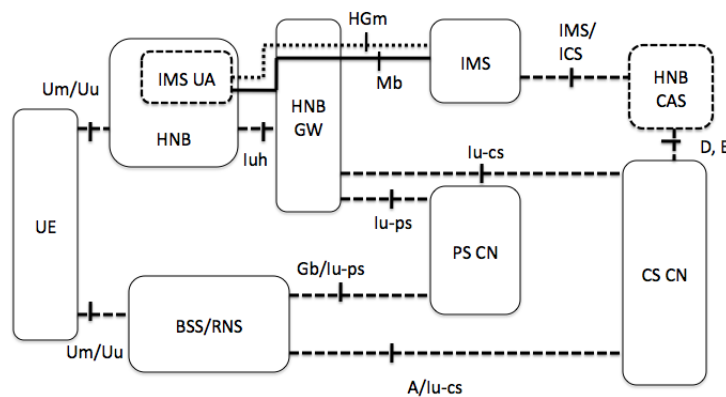 HGm
IMS/
ICS
IMS UA
IMS
HNB
CAS
Um/Uu
Mb
HNB
GW
HNB
Iuh
Iu-cs
D, E
Iu-ps
UE
PS CN
CS CN
Gb/Iu-ps
BSS/RNS
Um/Uu
A/Iu-cs